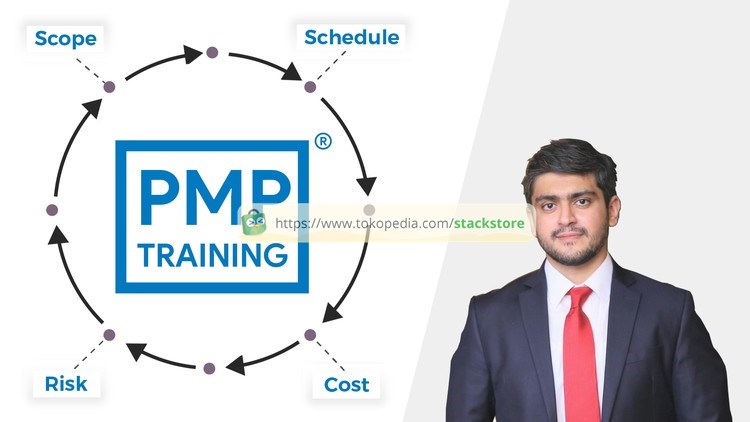 Scope
Schedule
PMP
®
TRAINING
https://www.tokopedia.com/stackstore
Risk
Cost